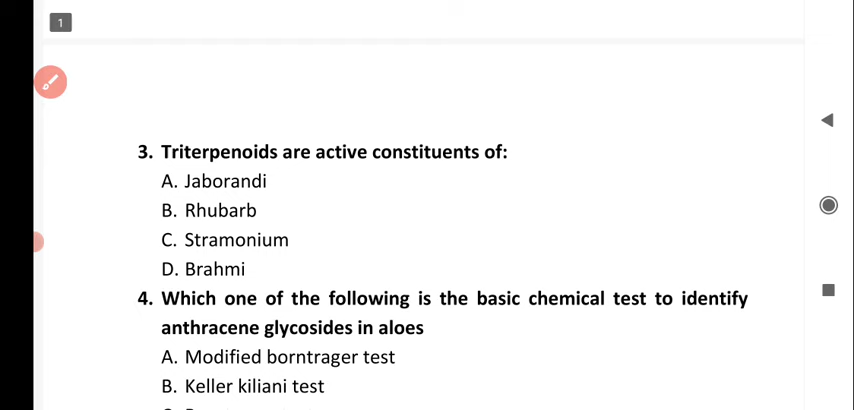 1
3. Triterpenoids are active constituents of:
A. Jaborandi
B. Rhubarb
C. Stramonium
D. Brahmi
4. Which one of the following is the basic chemical test to identify
anthracene glycosides in aloes
A. Modified borntrager test
B. Keller kiliani test